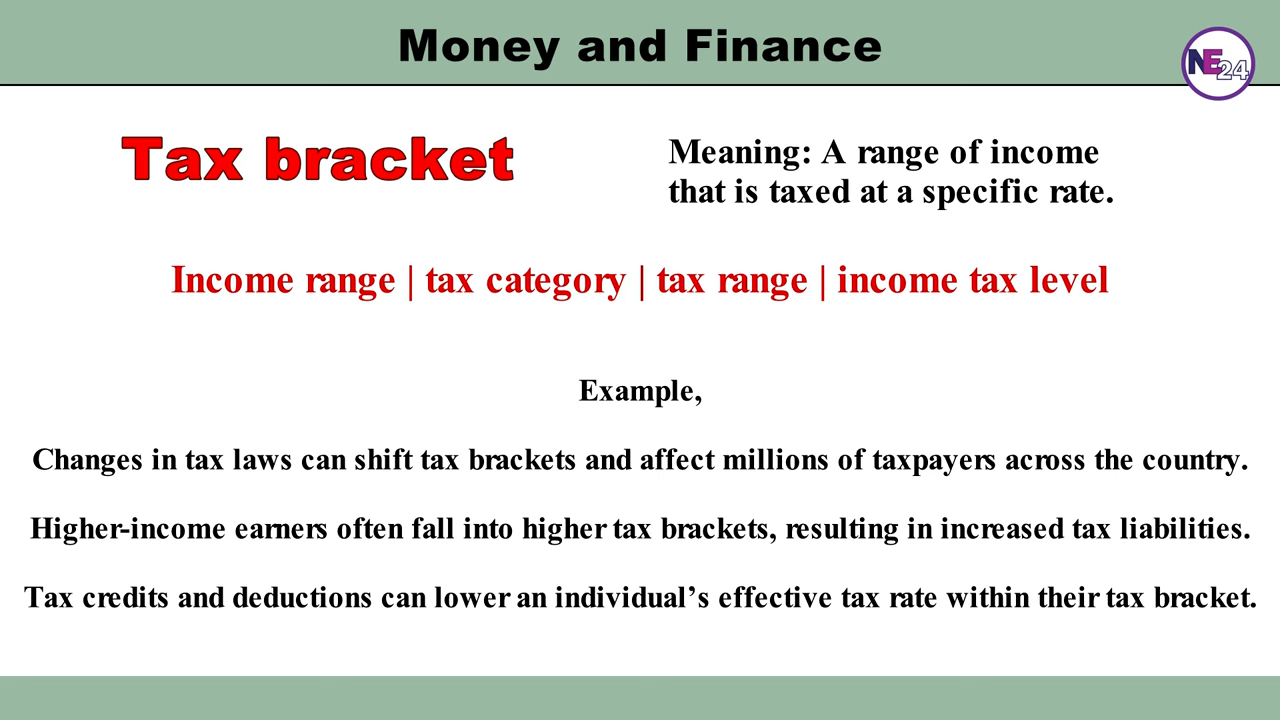 Money and Finance
NE24
Tax bracket
Meaning: A range of income
that is taxed at a specific rate.
Income range | tax category | tax range | income tax level
Example,
Changes in tax laws can shift tax brackets and affect millions of taxpayers across the country.
Higher-income earners often fall into higher tax brackets, resulting in increased tax liabilities.
Tax credits and deductions can lower an individual’s effective tax rate within their tax bracket.